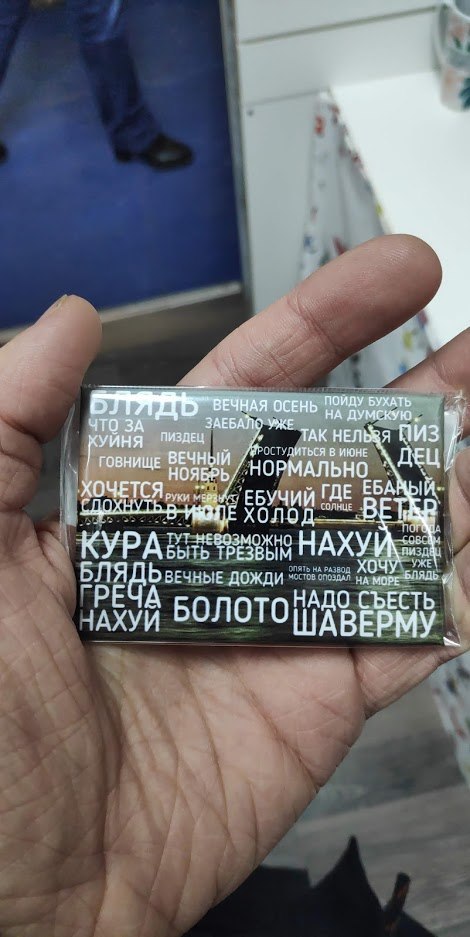 БЛЯДЬ
ВЕЧНАЯ ОСЕНЬ
ПОЙДУ БУХАТЬ
НА ДУМСКУЮ
ЧТО ЗА
ХУЙНЯ
ПИЗДЕЦ
ЗАЕБАЛО УЖЕ
ТАК НЕЛЬЗЯ
ПИЗ
ДЕЦ
ГОВНИЩЕ
ВЕЧНЫЙ
НОЯБРЬ
ПРОСТУДИТЬСЯ В ИЮНЕ
НОРМАЛЬНО
ХОЧЕТСЯ
СДОХНУТЬ
РУКИ МЕРЗНУТ
В ИЮЛЕ
ЕБУЧИЙ
ХОЛОД
ГДЕ
СОЛНЦЕ
ЕБАНЫЙ
ВЕТЕР
КУРА
БЛЯДЬ
ТУТ НЕВОЗМОЖНО
БЫТЬ ТРЕЗВЫМ
НАХУЙ
ПОГОДА
СОВСЕМ
ПИЗДЕЦ
УЖЕ
БЛЯДЬ
ВЕЧНЫЕ ДОЖДИ
ОПЯТЬ НА РАЗВОД
МОСТОВ ОПОЗДАЛ
ХОЧУ
НА МОРЕ
ГРЕЧА
НАХУЙ
БОЛОТО
НАДО СЪЕСТЬ
ШАВЕРМУ